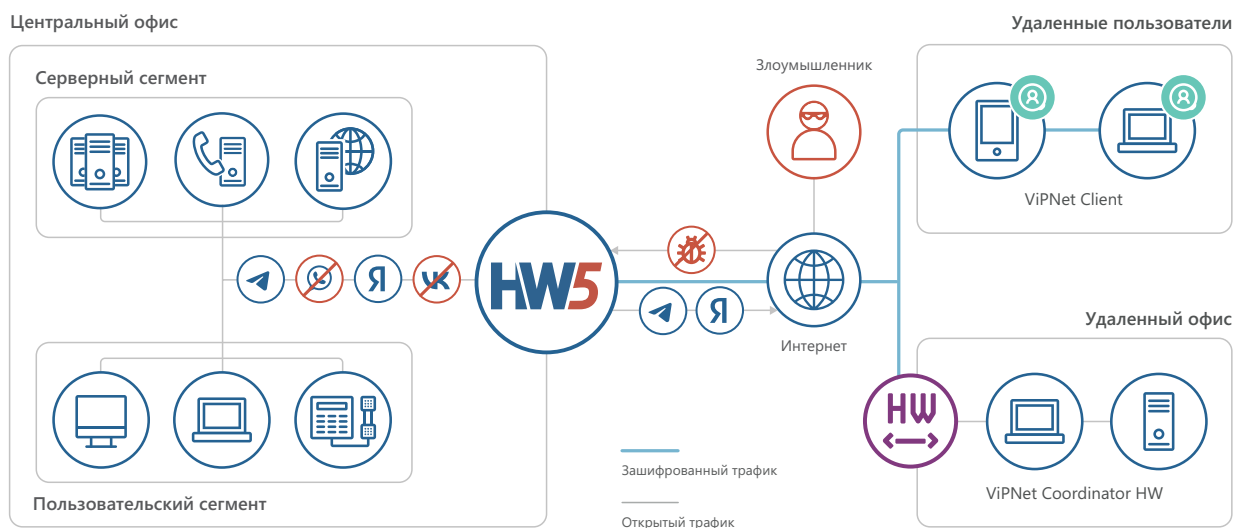 Центральный офис
Удаленные пользователи
Серверный сегмент
Злоумышленник
ViPNet Client
Я
HW5
Я
Интернет
Удаленный офис
HW
Зашифрованный трафик
ViPNet Coordinator HW
Пользовательский сегмент
Открытый трафик